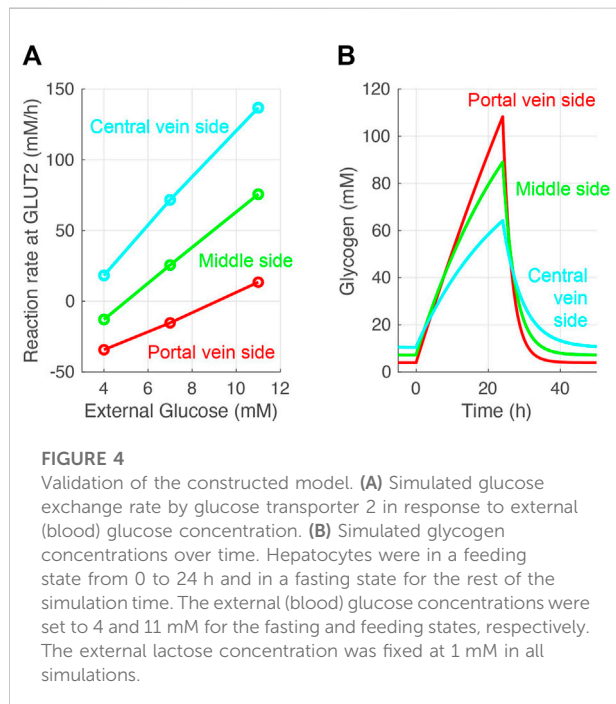 A
B
150
100
50
0
-50
Reaction rate at GLUT2 (mM/h)
Central vein side
Middle side
Portal vein side
4
6
8
10
12
External Glucose (mM)
120
100
80
60
40
20
0
Glycogen (mM)
Portal vein side
Middle side
Central
vein
side
0
20
40
Time (h)
FIGURE 4
Validation of the constructed model. (A) Simulated glucose
exchange rate by glucose transporter 2 in response to external
(blood) glucose concentration. (B) Simulated glycogen
concentrations over time. Hepatocytes were in a feeding
state from 0 to 24 h and in a fasting state for the rest of the
simulation time. The external (blood) glucose concentrations were
set to 4 and 11 mM for the fasting and feeding states, respectively.
The external lactose concentration was fixed at 1 mM in all
simulations.